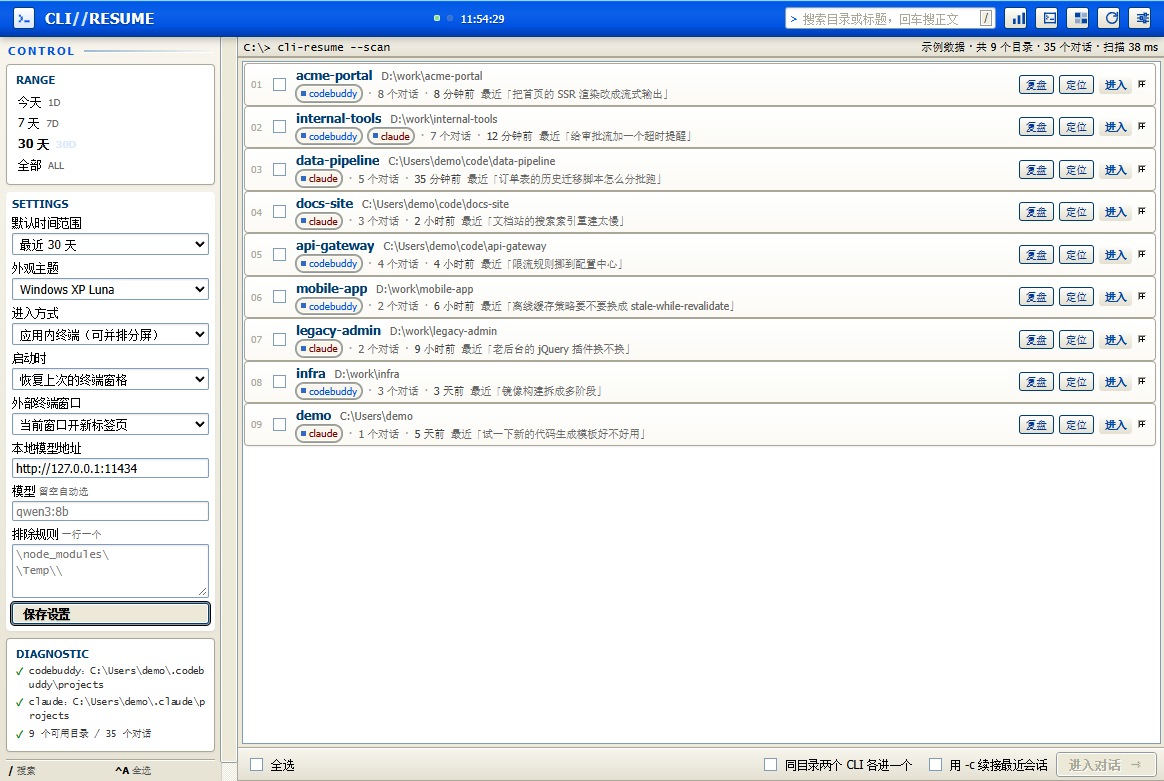 CLI//RESUME
11:54:29
> 搜索目录或标题，回车搜正文 /
CONTROL
RANGE
今天 1D
7 天 7D
30 天 30D
全部 ALL
SETTINGS
默认时间范围
最近 30 天
外观主题
Windows XP Luna
进入方式
应用内终端（可并排分屏）
启动时
恢复上次的终端窗格
外部终端窗口
当前窗口开新标签页
本地模型地址
http://127.0.0.1:11434
模型 留空自动选
qwen3:8b
排除规则 一行一个
\node_modules\
\Temp\\
保存设置
DIAGNOSTIC
✓ codebuddy: C:\Users\demo\.codeb
uddy\projects
✓ claude: C:\Users\demo\.claude\p
rojects
✓ 9 个可用目录 / 35 个对话
/ 搜索 ^A 全选
C:\> cli-resume --scan
示例数据 · 共 9 个目录 · 35 个对话 · 扫描 38 ms
01 acme-portal D:\work\acme-portal
codebuddy · 8 个对话 · 8 分钟前 最近「把首页的 SSR 渲染改成流式输出」
复盘 定位 进入
02 internal-tools D:\work\internal-tools
codebuddy claude · 7 个对话 · 12 分钟前 最近「给审批流加一个超时提醒」
复盘 定位 进入
03 data-pipeline C:\Users\demo\code\data-pipeline
claude · 5 个对话 · 35 分钟前 最近「订单表的历史迁移脚本怎么分批跑」
复盘 定位 进入
04 docs-site C:\Users\demo\code\docs-site
claude · 3 个对话 · 2 小时前 最近「文档站的搜索索引重建太慢」
复盘 定位 进入
05 api-gateway C:\Users\demo\code\api-gateway
codebuddy · 4 个对话 · 4 小时前 最近「限流规则挪到配置中心」
复盘 定位 进入
06 mobile-app D:\work\mobile-app
codebuddy · 2 个对话 · 6 小时前 最近「离线缓存策略要不要换成 stale-while-revalidate」
复盘 定位 进入
07 legacy-admin D:\work\legacy-admin
claude · 2 个对话 · 9 小时前 最近「老后台的 jQuery 插件换不换」
复盘 定位 进入
08 infra D:\work\infra
codebuddy · 3 个对话 · 3 天前 最近「镜像构建拆成多阶段」
复盘 定位 进入
09 demo C:\Users\demo
claude · 1 个对话 · 5 天前 最近「试一下新的代码生成模板好不好用」
复盘 定位 进入
全选
同目录两个 CLI 各进一个
用 -c 续接最近会话
进入对话 →